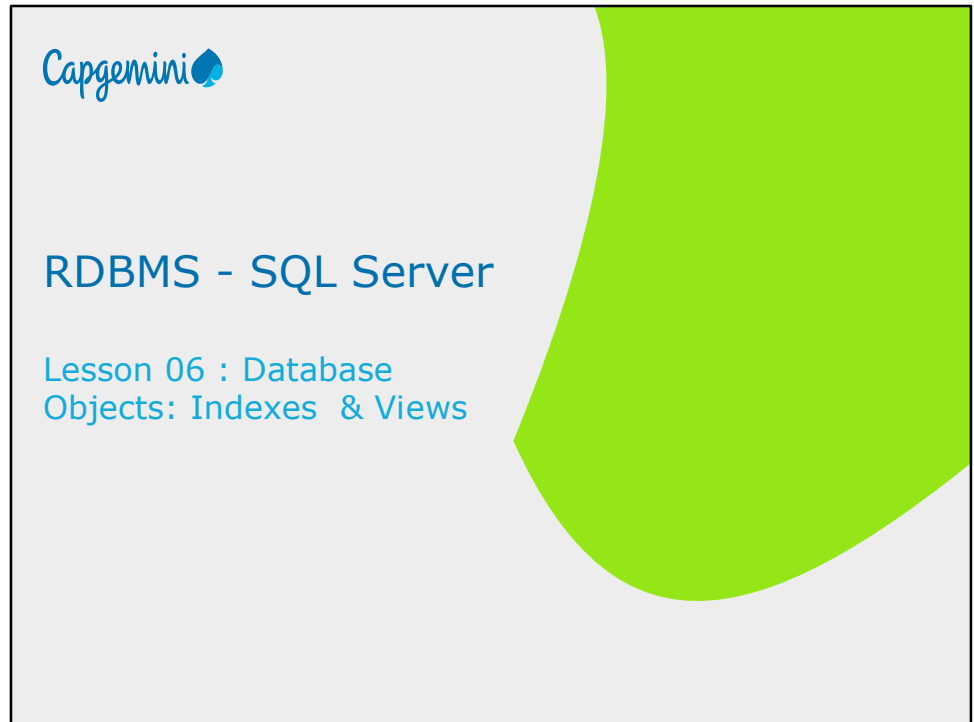 Capgemini
RDBMS - SQL Server
Lesson 06 : Database
Objects: Indexes & Views